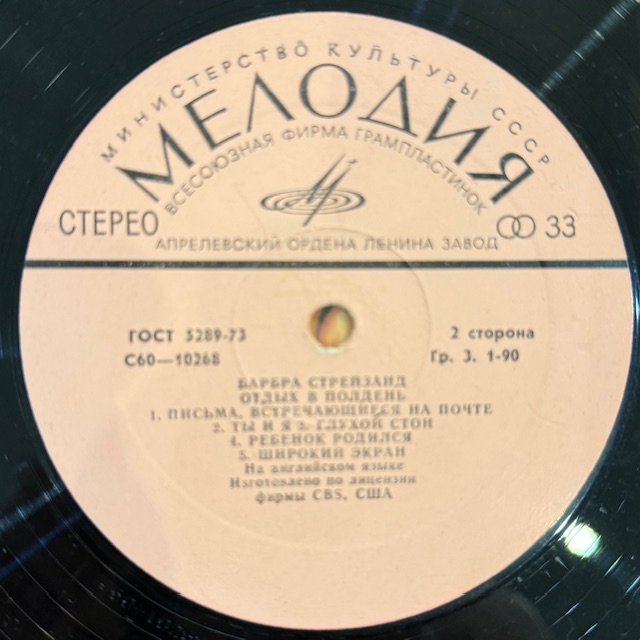 МИНИСТЕРСТВО КУЛЬТУРЫ СССР
МЕЛОДИЯ
ВСЕСОЮЗНАЯ ФИРМА ГРАМПЛАСТИНОК
СТЕРЕО
33
АПРЕЛЕВСКИЙ ОРДЕНА ЛЕНИНА ЗАВОД
ГОСТ 5289-73
2 сторона
С60—10268
Гр. 3. 1-90
БАРБРА СТРЕЙЗАНД
ОТДЫХ В ПОЛДЕНЬ
1. ПИСЬМА, ВСТРЕЧАЮЩИЕСЯ НА ПОЧТЕ
2. ТЫ И Я 3. ГЛУХОЙ СТОН
4. РЕБЕНОК РОДИЛСЯ
5. ШИРОКИЙ ЭКРАН
На английском языке
Изготовлено по лицензии
фирмы CBS, США